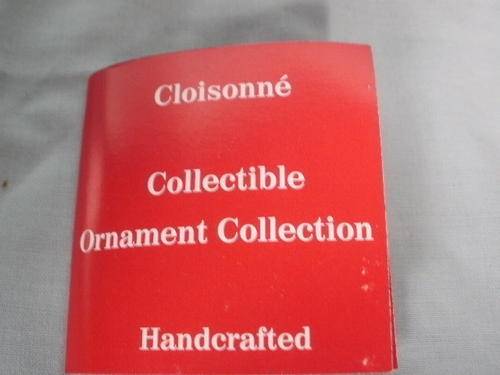 Cloisonné
Collectible
Ornament Collection
Handcrafted